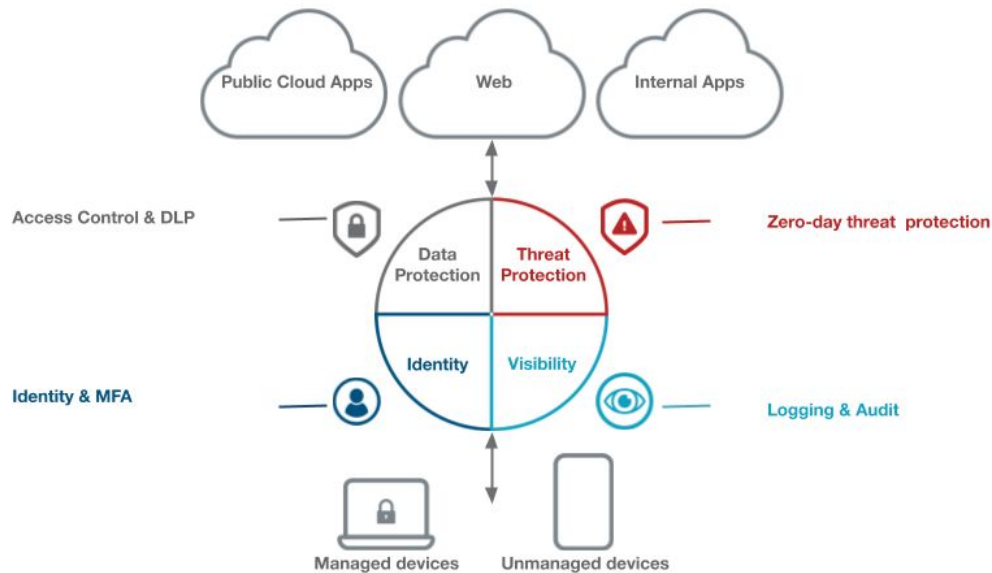 Public Cloud Apps
Web
Internal Apps
Access Control & DLP
Data
Protection
Threat
Protection
Zero-day threat protection
Identity & MFA
Identity
Visibility
Logging & Audit
Managed devices
Unmanaged devices